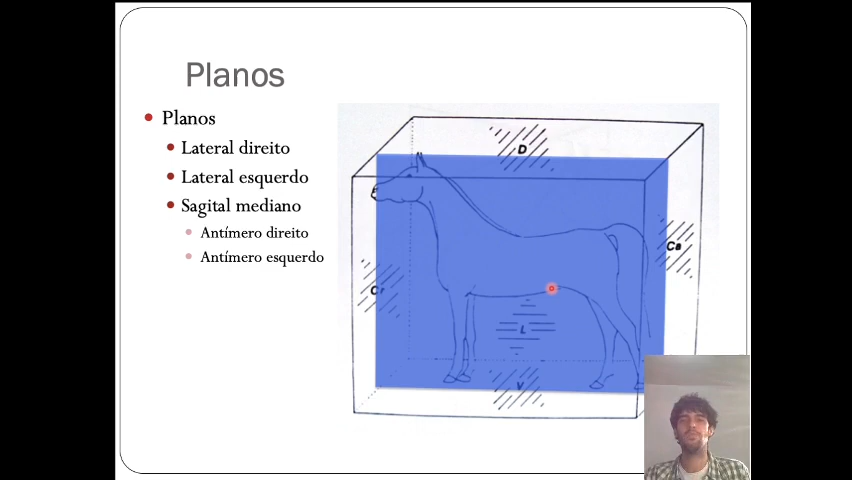 Planos
Planos
Lateral direito
Lateral esquerdo
Sagital mediano
Antímero direito
Antímero esquerdo
D
Ca
Cr
L
V